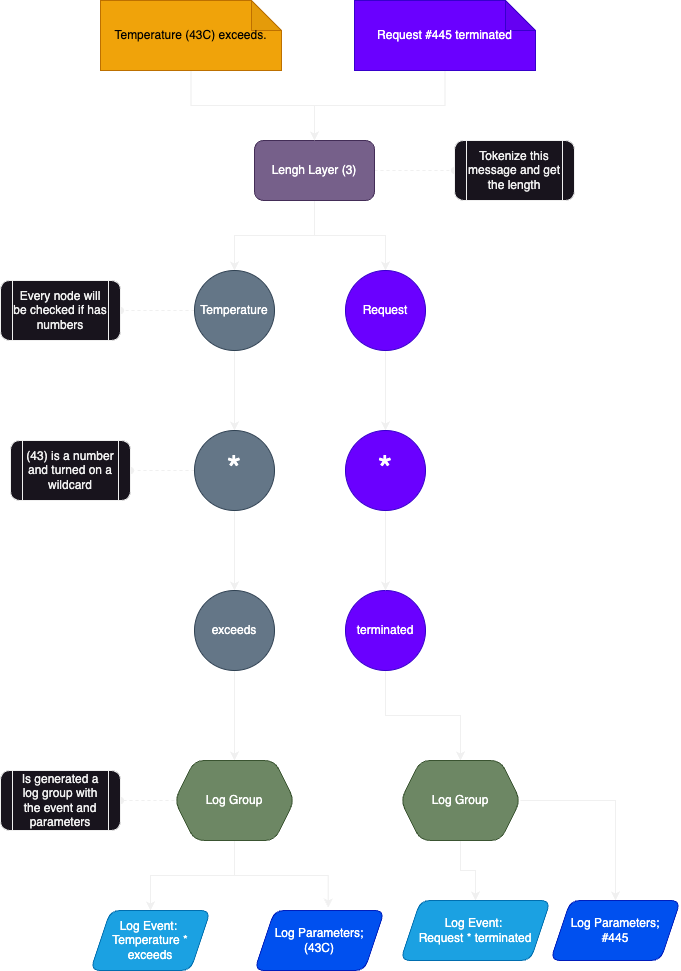 Temperature (43C) exceeds.
Request #445 terminated
Lengh Layer (3)
Tokenize this
message and get
the length
Every node will
be checked if has
numbers
Temperature
Request
(43) is a number
and turned on a
wildcard
*
*
exceeds
terminated
Is generated a
log group with
the event and
parameters
Log Group
Log Group
Log Event:
Temperature *
exceeds
Log Parameters;
(43C)
Log Event:
Request * terminated
Log Parameters;
#445